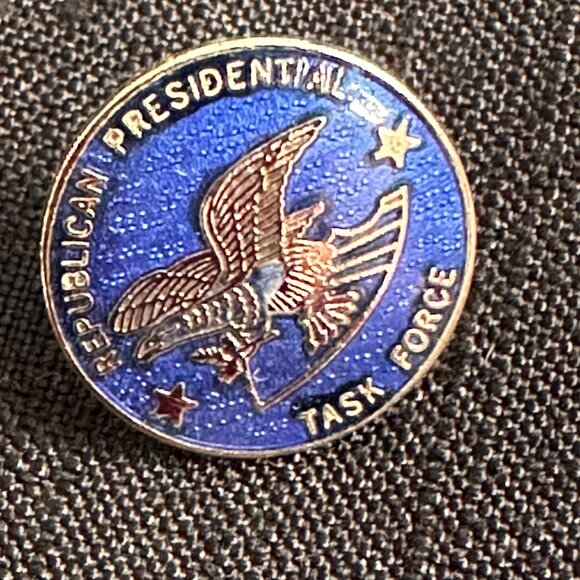 REPUBLICAN PRESIDENTIAL
TASK FORCE